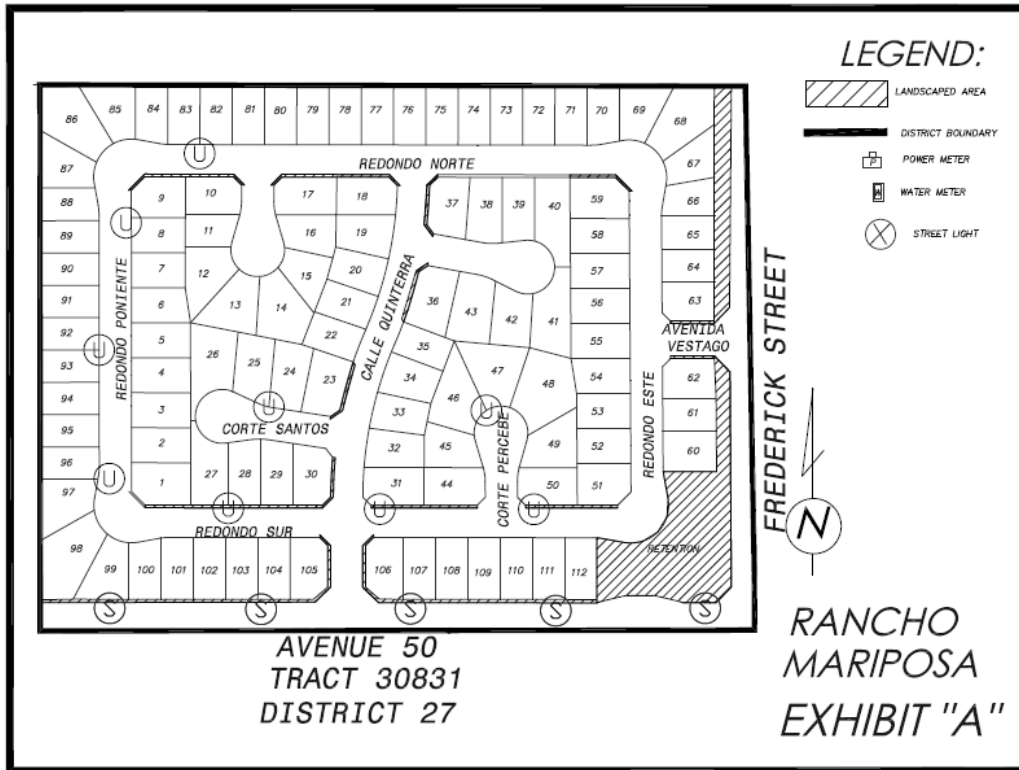 LEGEND:
LANDSCAPED AREA
DISTRICT BOUNDARY
P
POWER METER
WATER METER
X
STREET LIGHT
85 84 83 82 81 80 79 78 77 76 75 74 73 72 71 70 69
86
68
87
67
88
66
89
65
90
64
91
63
92
93
94
95
96
97
98
U
REDONDO NORTE
9 10 17 18 37 38 39 40 59
U
8 11 16 19 58
7 12 15 20 57
6 13 14 21 36 43 42 41 56
5 22 35 55
26 25 24 23 34 47 48 54
4
3 33 46 53
2 32 45 49 52
1 27 28 29 30 31 44 50 51
REDONDO PONIENTE
CALLE QUINTERRA
AVENIDA
VESTAGO
62
61
60
U
U
U
CORTE SANTOS
CORTE PERCEBE
REDONDO ESTE
FREDERICK STREET
U
U
U
U
REDONDO SUR
RETENTION
99 100 101 102 103 104 105 106 107 108 109 110 111 112
S S S S S
N
AVENUE 50
TRACT 30831
DISTRICT 27
RANCHO
MARIPOSA
EXHIBIT "A"